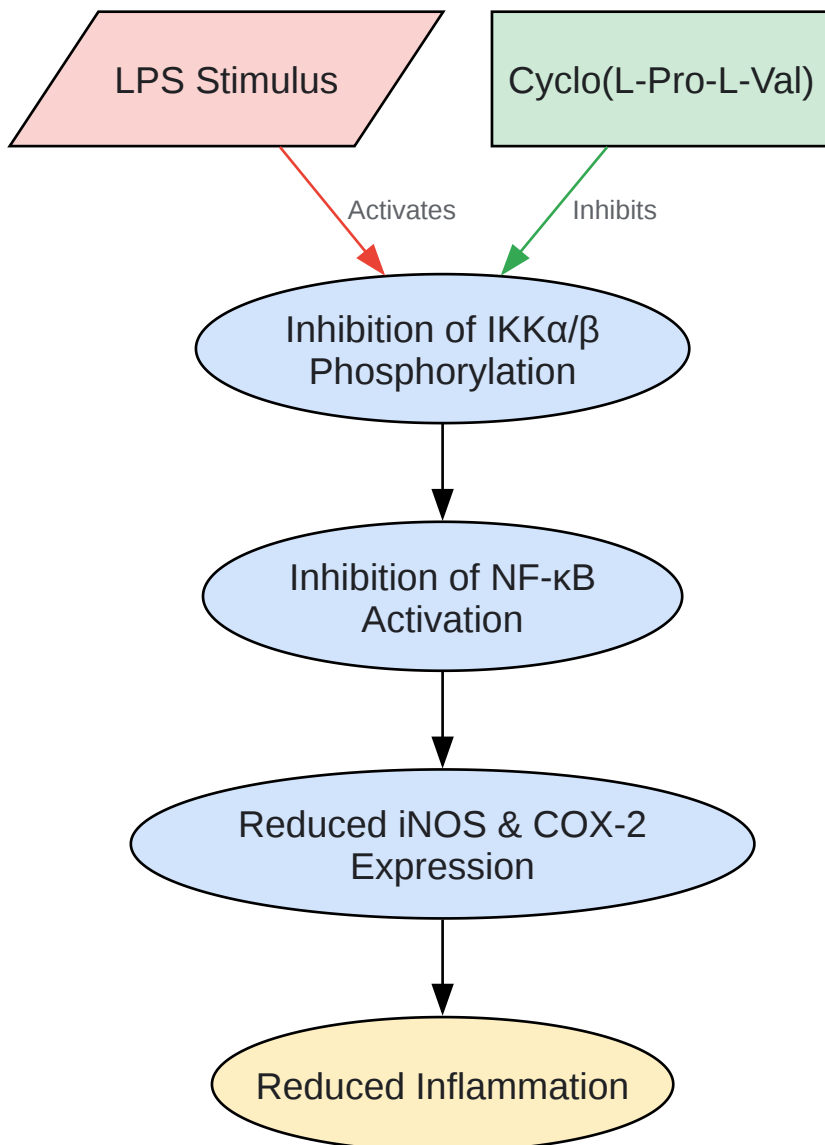 LPS Stimulus
Cyclo(L-Pro-L-Val)
Activates
Inhibits
Inhibition of IKKα/β
Phosphorylation
Inhibition of NF-κB
Activation
Reduced iNOS & COX-2
Expression
Reduced Inflammation